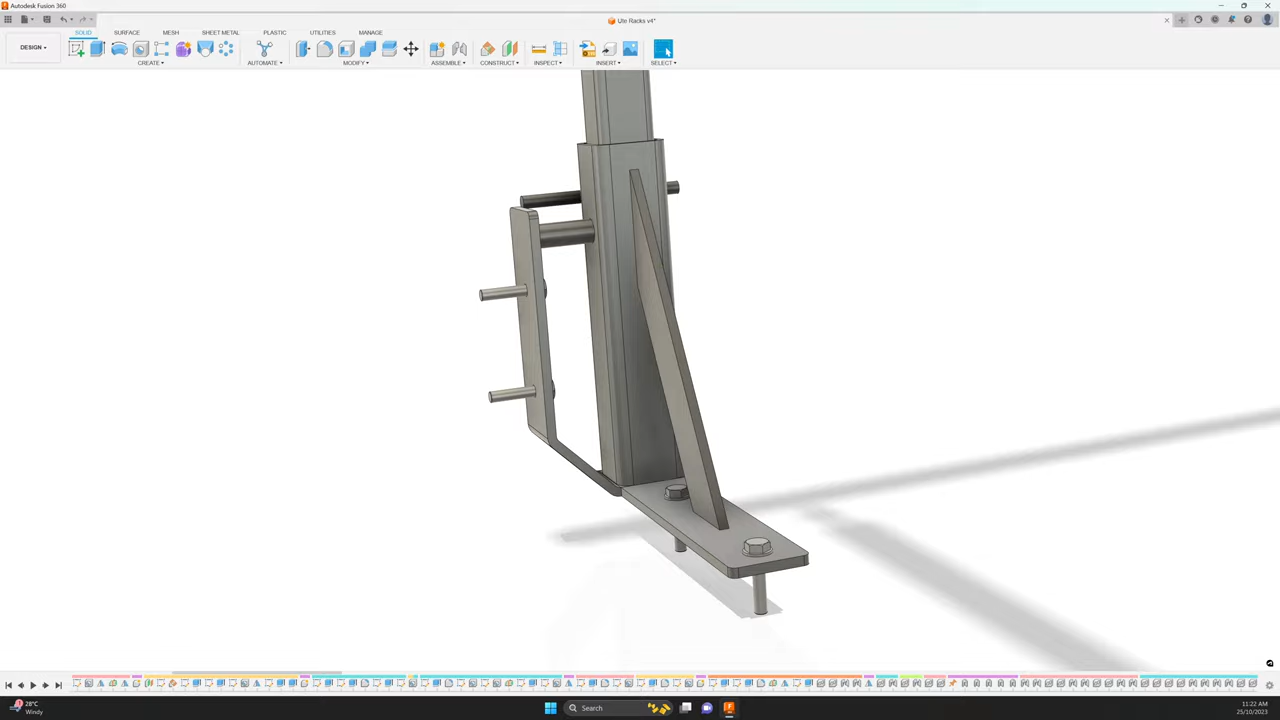 Autodesk Fusion 360
Ute Racks v4*
SOLID SURFACE MESH SHEET METAL PLASTIC UTILITIES MANAGE
DESIGN
CREATE AUTOMATE MODIFY ASSEMBLE CONSTRUCT INSPECT INSERT SELECT
28°C
Windy
Search
11:22 AM
25/10/2023